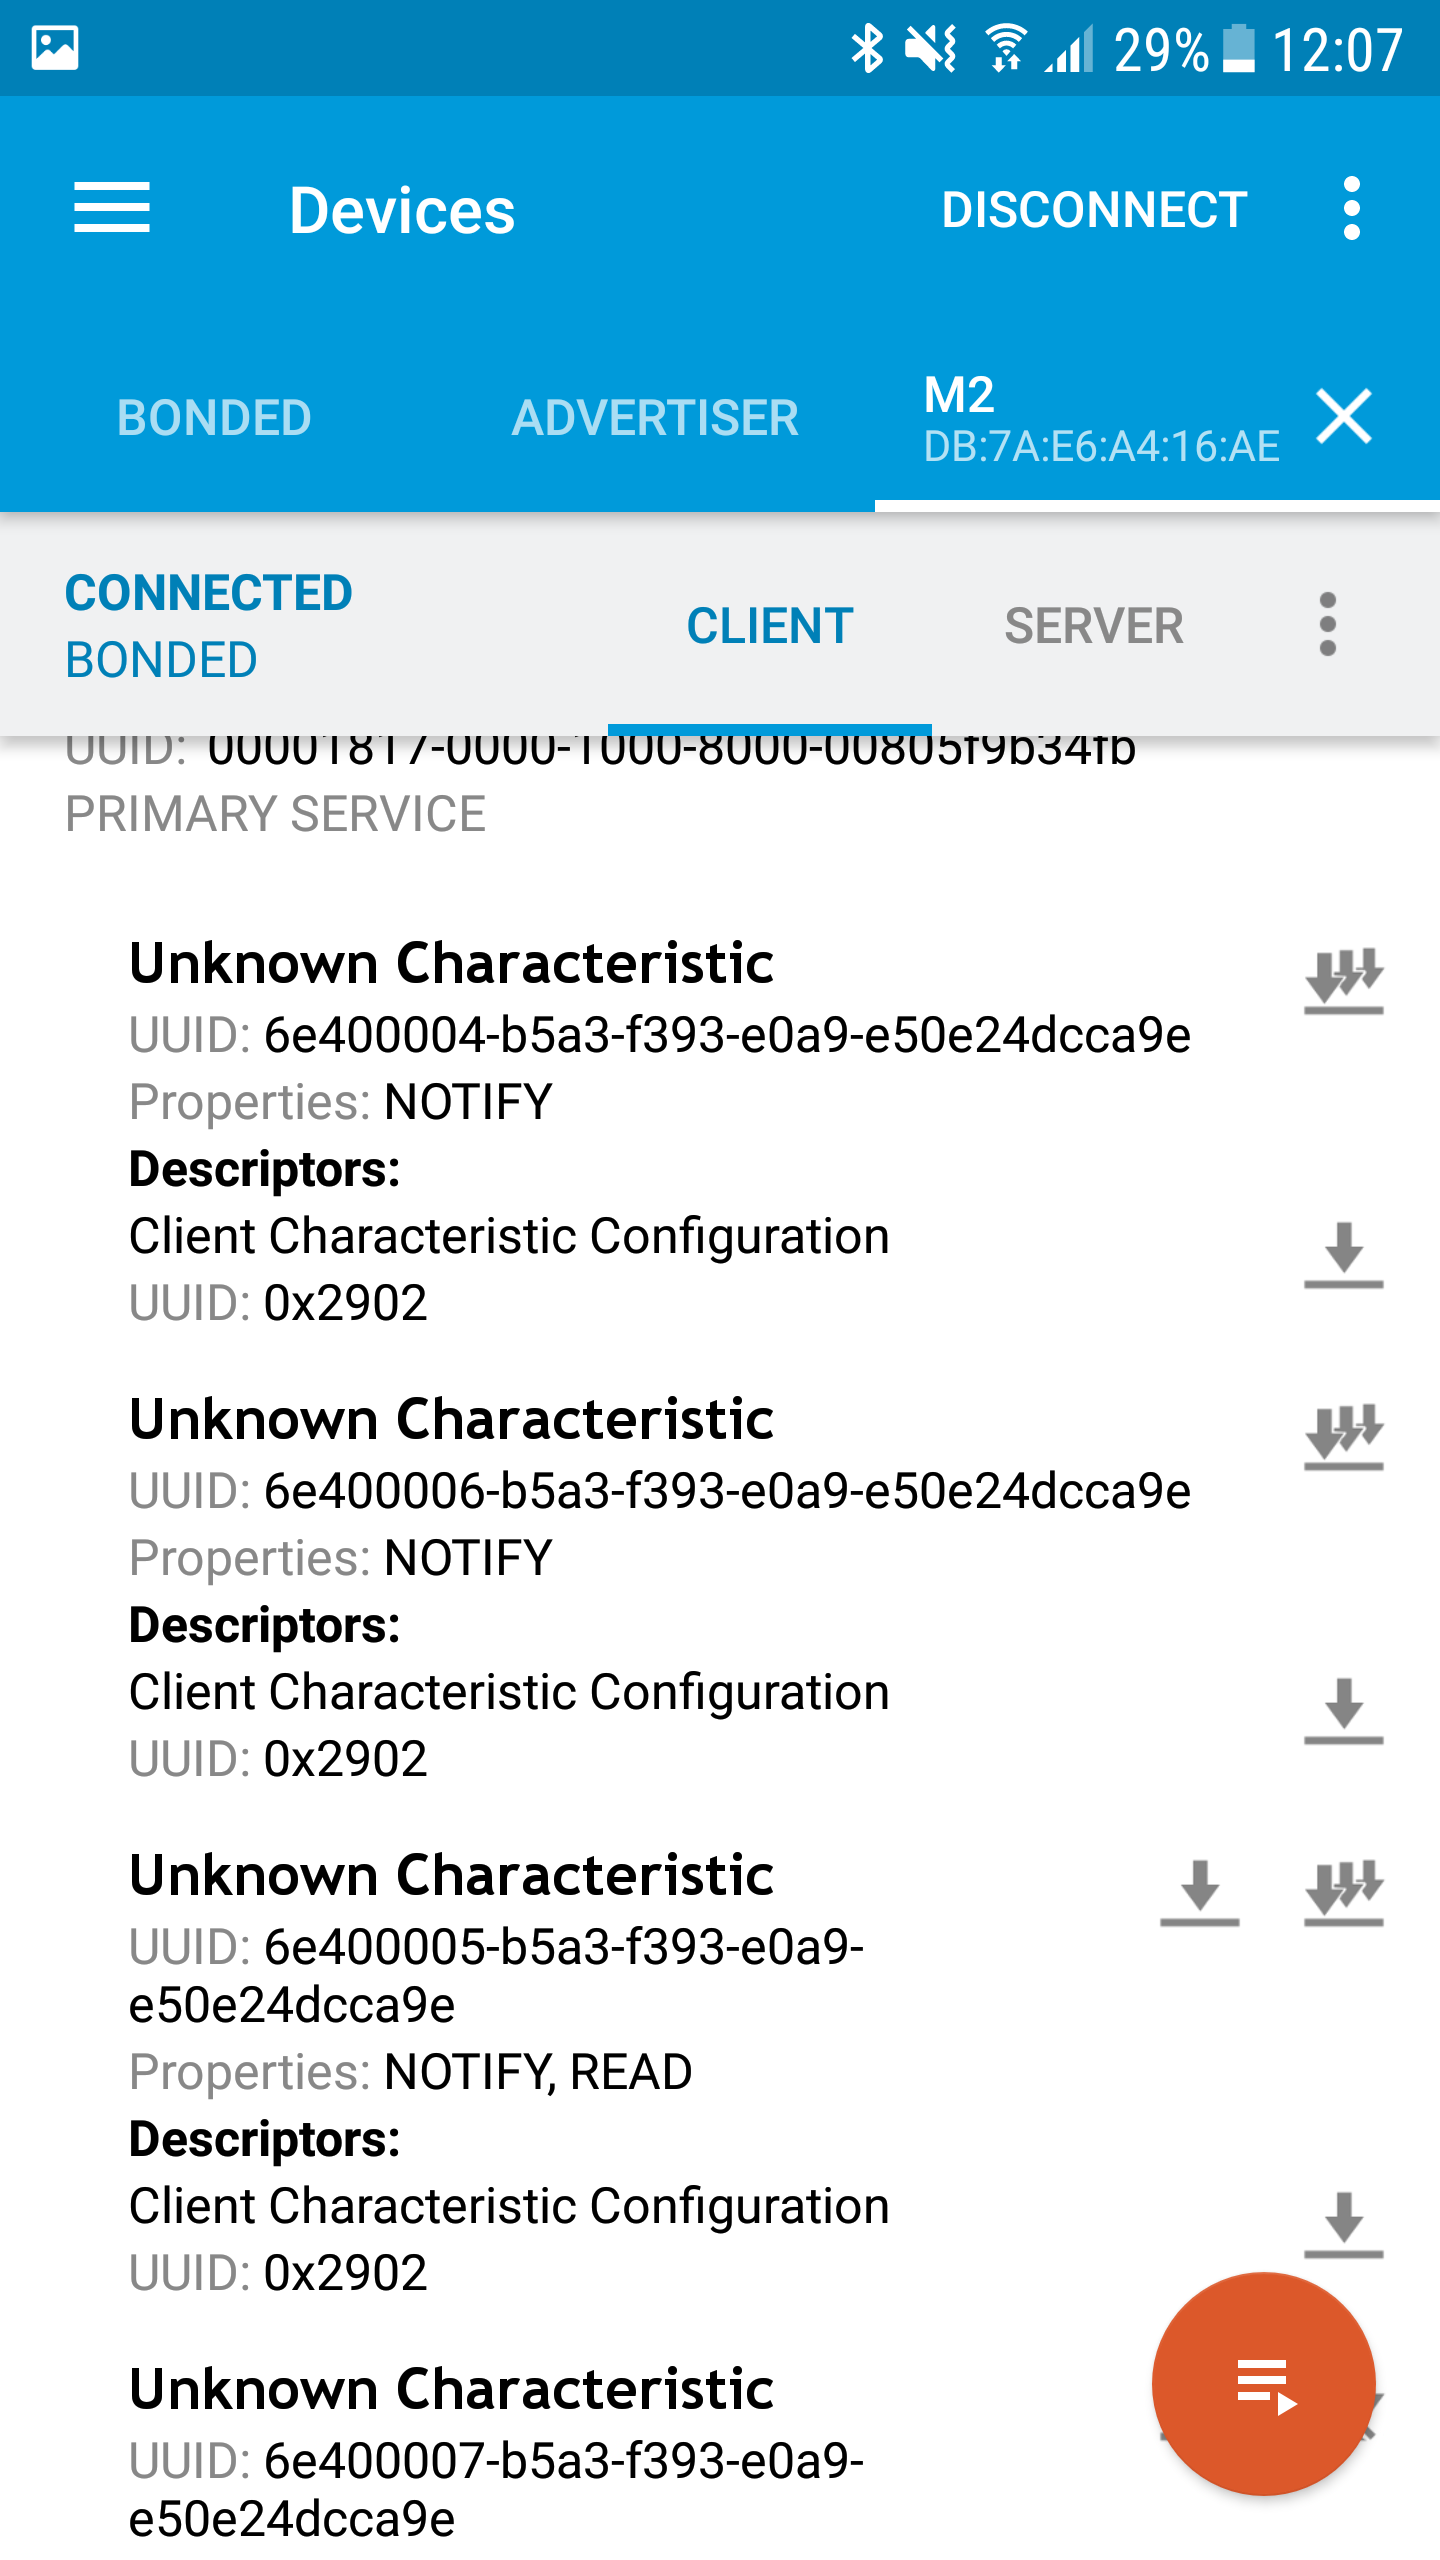 29% 12:07
Devices DISCONNECT
BONDED ADVERTISER M2
DB:7A:E6:A4:16:AE
CONNECTED
BONDED
CLIENT SERVER
UUID: 00001817-0000-1000-8000-00805f9b34fb
PRIMARY SERVICE
Unknown Characteristic
UUID: 6e400004-b5a3-f393-e0a9-e50e24dcca9e
Properties: NOTIFY
Descriptors:
Client Characteristic Configuration
UUID: 0x2902
Unknown Characteristic
UUID: 6e400006-b5a3-f393-e0a9-e50e24dcca9e
Properties: NOTIFY
Descriptors:
Client Characteristic Configuration
UUID: 0x2902
Unknown Characteristic
UUID: 6e400005-b5a3-f393-e0a9-
e50e24dcca9e
Properties: NOTIFY, READ
Descriptors:
Client Characteristic Configuration
UUID: 0x2902
Unknown Characteristic
UUID: 6e400007-b5a3-f393-e0a9-
e50e24dcca9e